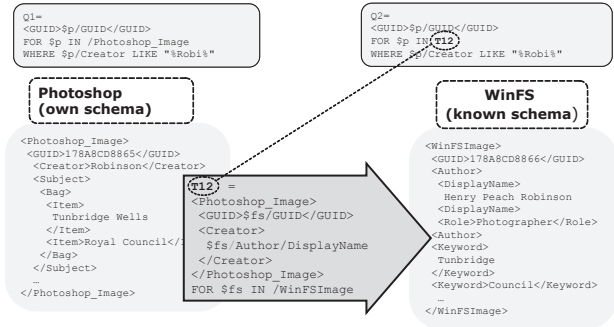 Q1=
<GUID>$p/GUID</GUID>
FOR $p IN /Photoshop_Image
WHERE $p/Creator LIKE "%Robi%"
Q2=
<GUID>$p/GUID</GUID>
FOR $p IN T12
WHERE $p/Creator LIKE "%Robi%"
Photoshop
(own schema)
WinFS
(known schema)
<Photoshop_Image>
<GUID>178A8CD8865</GUID>
<Creator>Robinson</Creator>
<Subject>
<Bag>
<Item>
Tunbridge Wells
</Item>
<Item>Royal Council</
</Bag>
</Subject>
…
</Photoshop_Image>
T12 =
<Photoshop_Image>
<GUID>$fs/GUID</GUID>
<Creator>
$fs/Author/DisplayName
</Creator>
</Photoshop_Image>
FOR $fs IN /WinFSImage
<WinFSImage>
<GUID>178A8CD8866</GUID>
<Author>
<DisplayName>
Henry Peach Robinson
<DisplayName>
<Role>Photographer</Role>
<Author>
<Keyword>
Tunbridge
</Keyword>
<Keyword>Council</Keyword>
…
</WinFSImage>